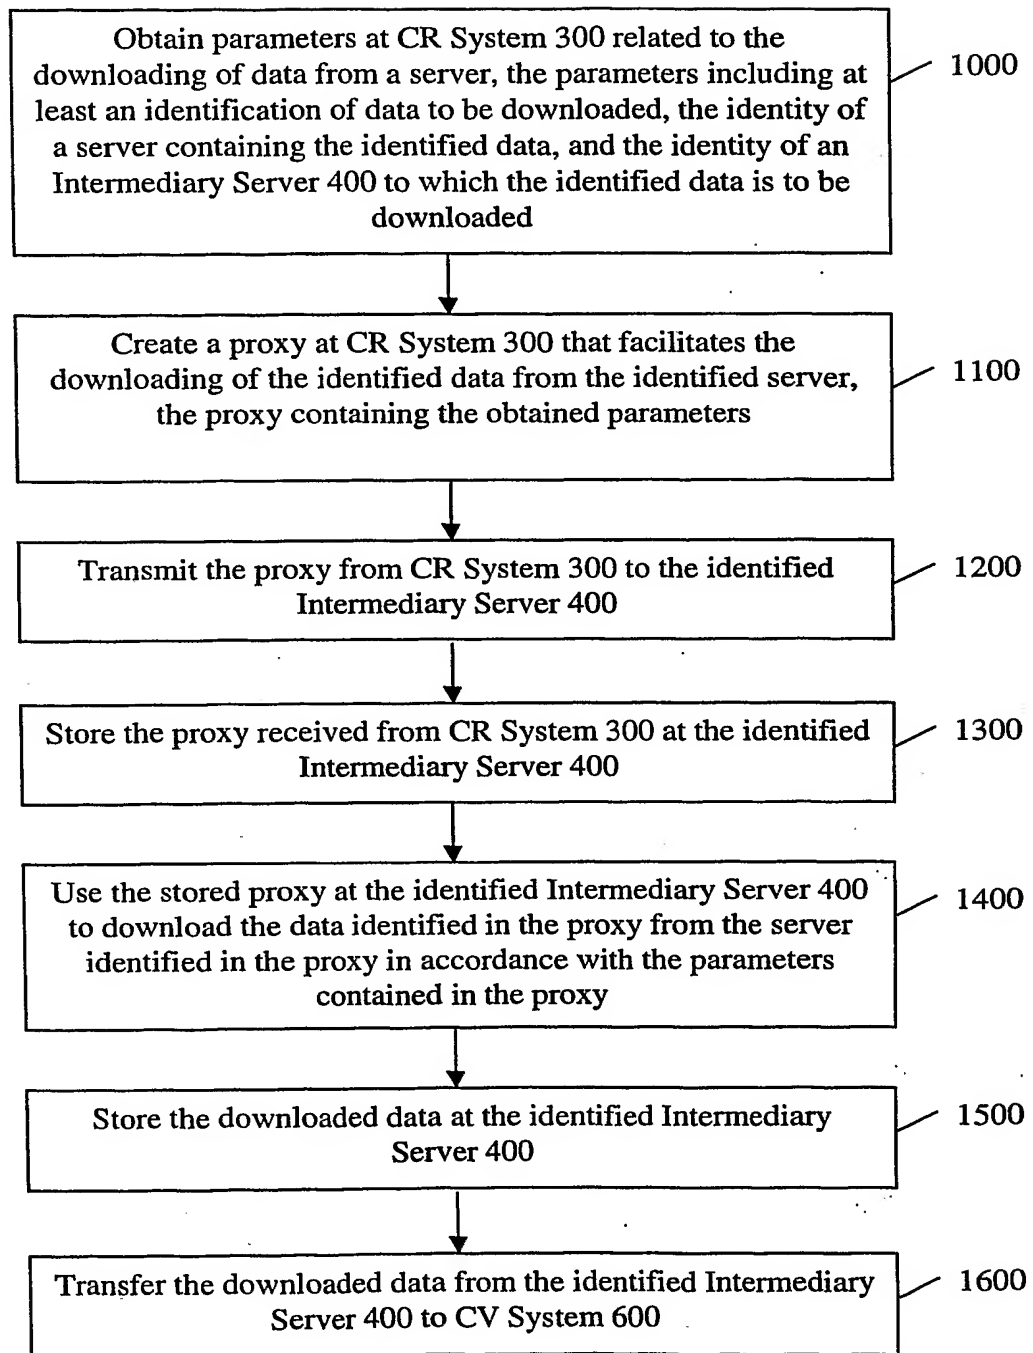 Obtain parameters at CR System 300 related to the
downloading of data from a server, the parameters including at
least an identification of data to be downloaded, the identity of
a server containing the identified data, and the identity of an
Intermediary Server 400 to which the identified data is to be
downloaded
1000
Create a proxy at CR System 300 that facilitates the
downloading of the identified data from the identified server,
the proxy containing the obtained parameters
1100
Transmit the proxy from CR System 300 to the identified
Intermediary Server 400
1200
Store the proxy received from CR System 300 at the identified
Intermediary Server 400
1300
Use the stored proxy at the identified Intermediary Server 400
to download the data identified in the proxy from the server
identified in the proxy in accordance with the parameters
contained in the proxy
1400
Store the downloaded data at the identified Intermediary
Server 400
1500
Transfer the downloaded data from the identified Intermediary
Server 400 to CV System 600
1600